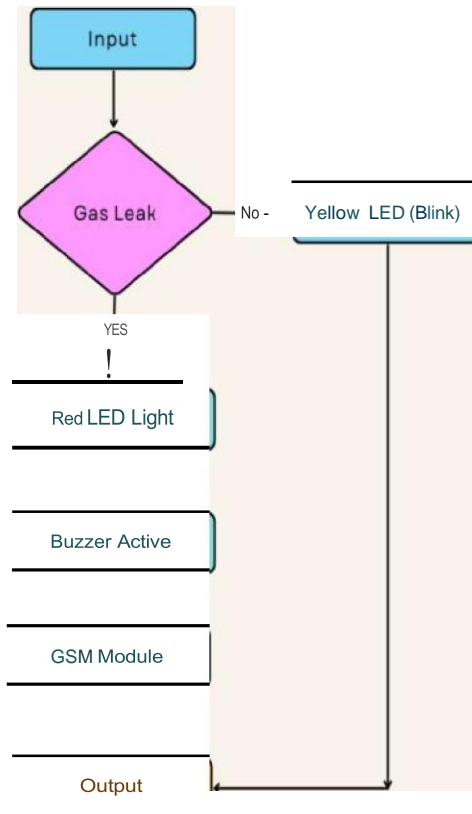 Input
Gas Leak
No -
Yellow LED (Blink)
YES
!
Red LED Light
Buzzer Active
GSM Module
Output